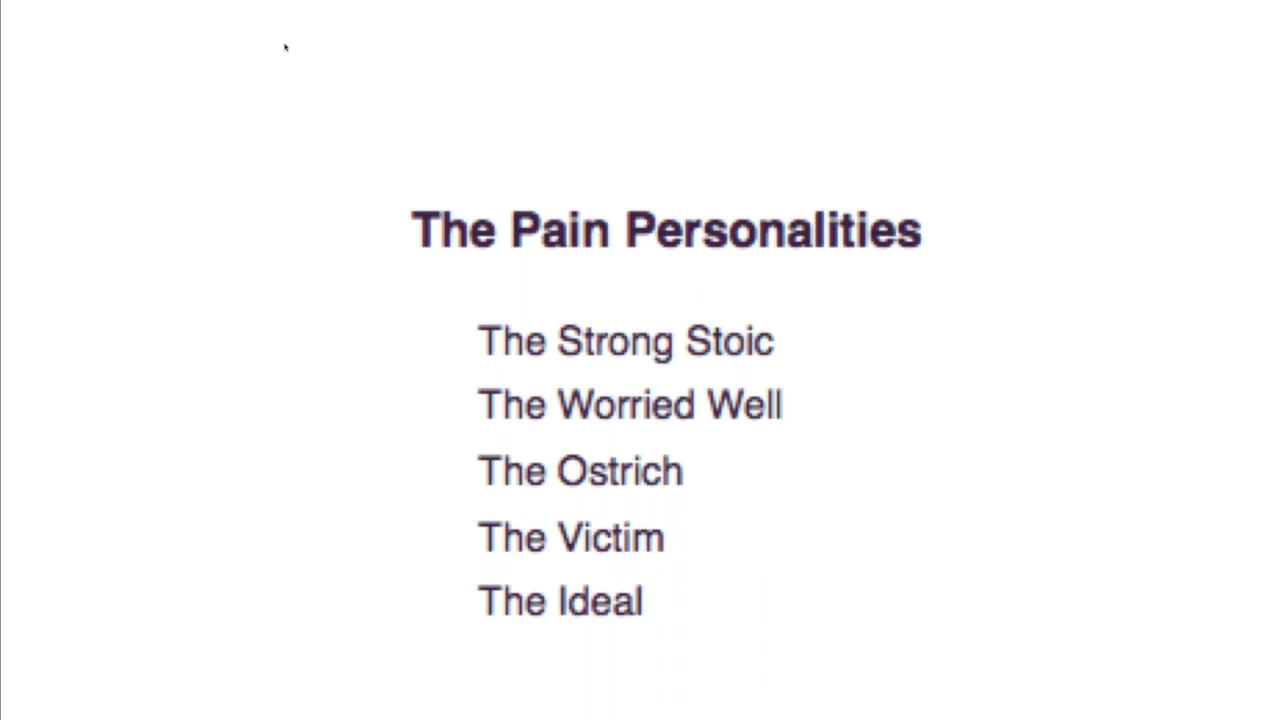 The Pain Personalities
The Strong Stoic
The Worried Well
The Ostrich
The Victim
The Ideal